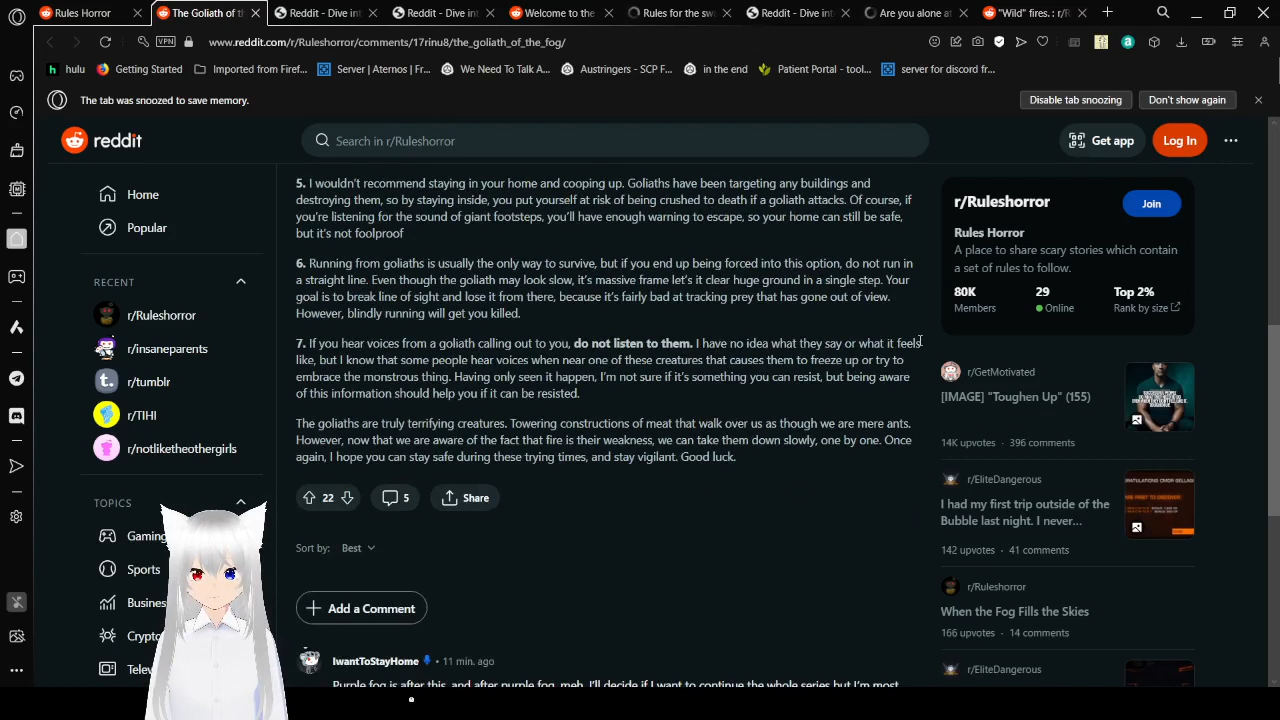 Rules Horror
The Goliath of th
Reddit - Dive int
Reddit - Dive int
Welcome to the
Rules for the sw
Reddit - Dive int
Are you alone at
"Wild" fires. : r/R
VPN
www.reddit.com/r/Ruleshorror/comments/17rinu8/the_goliath_of_the_fog/
hulu
Getting Started
Imported from Firef...
Server | Aternos | Fr...
We Need To Talk A...
Austringers - SCP F...
in the end
Patient Portal - tool...
server for discord fr...
The tab was snoozed to save memory.
Disable tab snoozing
Don't show again
reddit
Search in r/Ruleshorror
Get app
Log In
Home
Popular
RECENT
r/Ruleshorror
r/insaneparents
r/tumblr
r/TIHI
r/notliketheothergirls
TOPICS
Gaming
Sports
Busines
Crypto
Telev
5. I wouldn't recommend staying in your home and cooping up. Goliaths have been targeting any buildings and
destroying them, so by staying inside, you put yourself at risk of being crushed to death if a goliath attacks. Of course, if
you're listening for the sound of giant footsteps, you'll have enough warning to escape, so your home can still be safe,
but it's not foolproof
6. Running from goliaths is usually the only way to survive, but if you end up being forced into this option, do not run in
a straight line. Even though the goliath may look slow, it's massive frame let's it clear huge ground in a single step. Your
goal is to break line of sight and lose it from there, because it's fairly bad at tracking prey that has gone out of view.
However, blindly running will get you killed.
7. If you hear voices from a goliath calling out to you, do not listen to them. I have no idea what they say or what it feels
like, but I know that some people hear voices when near one of these creatures that causes them to freeze up or try to
embrace the monstrous thing. Having only seen it happen, I'm not sure if it's something you can resist, but being aware
of this information should help you if it can be resisted.
The goliaths are truly terrifying creatures. Towering constructions of meat that walk over us as though we are mere ants.
However, now that we are aware of the fact that fire is their weakness, we can take them down slowly, one by one. Once
again, I hope you can stay safe during these trying times, and stay vigilant. Good luck.
22
5
Share
Sort by: Best
Add a Comment
IwantToStayHome • 11 min. ago
Purple fog is after this, and after purple fog, meh, I'll decide if I want to continue the whole series but I'm most
r/Ruleshorror
Join
Rules Horror
A place to share scary stories which contain
a set of rules to follow.
80K
29
Top 2%
Members
Online
Rank by size
r/GetMotivated
[IMAGE] "Toughen Up" (155)
14K upvotes • 396 comments
r/EliteDangerous
I had my first trip outside of the
Bubble last night. I never...
142 upvotes • 41 comments
r/Ruleshorror
When the Fog Fills the Skies
166 upvotes • 14 comments
r/EliteDangerous